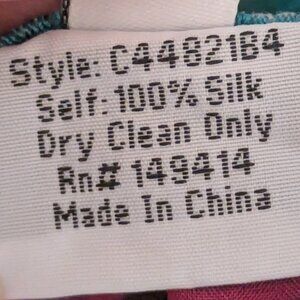 Style: C4482184
Self: 100% Silk
Dry Clean Only
Rn# 149414
Made In China